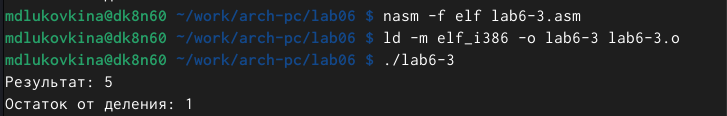 mdlukovkina@dk8n60 ~/work/arch-pc/lab06 $ nasm -f elf lab6-3.asm
mdlukovkina@dk8n60 ~/work/arch-pc/lab06 $ ld -m elf_i386 -o lab6-3 lab6-3.o
mdlukovkina@dk8n60 ~/work/arch-pc/lab06 $ ./lab6-3
Результат: 5
Остаток от деления: 1